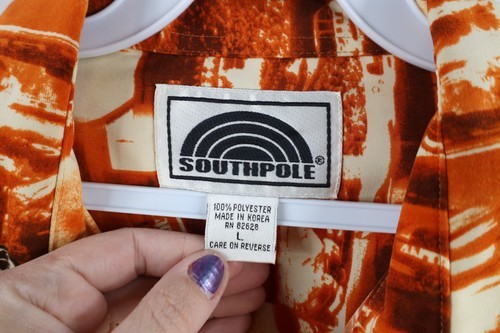 SOUTHPOLE®
100% POLYESTER
MADE IN KOREA
RN 82628
L
CARE ON REVERSE